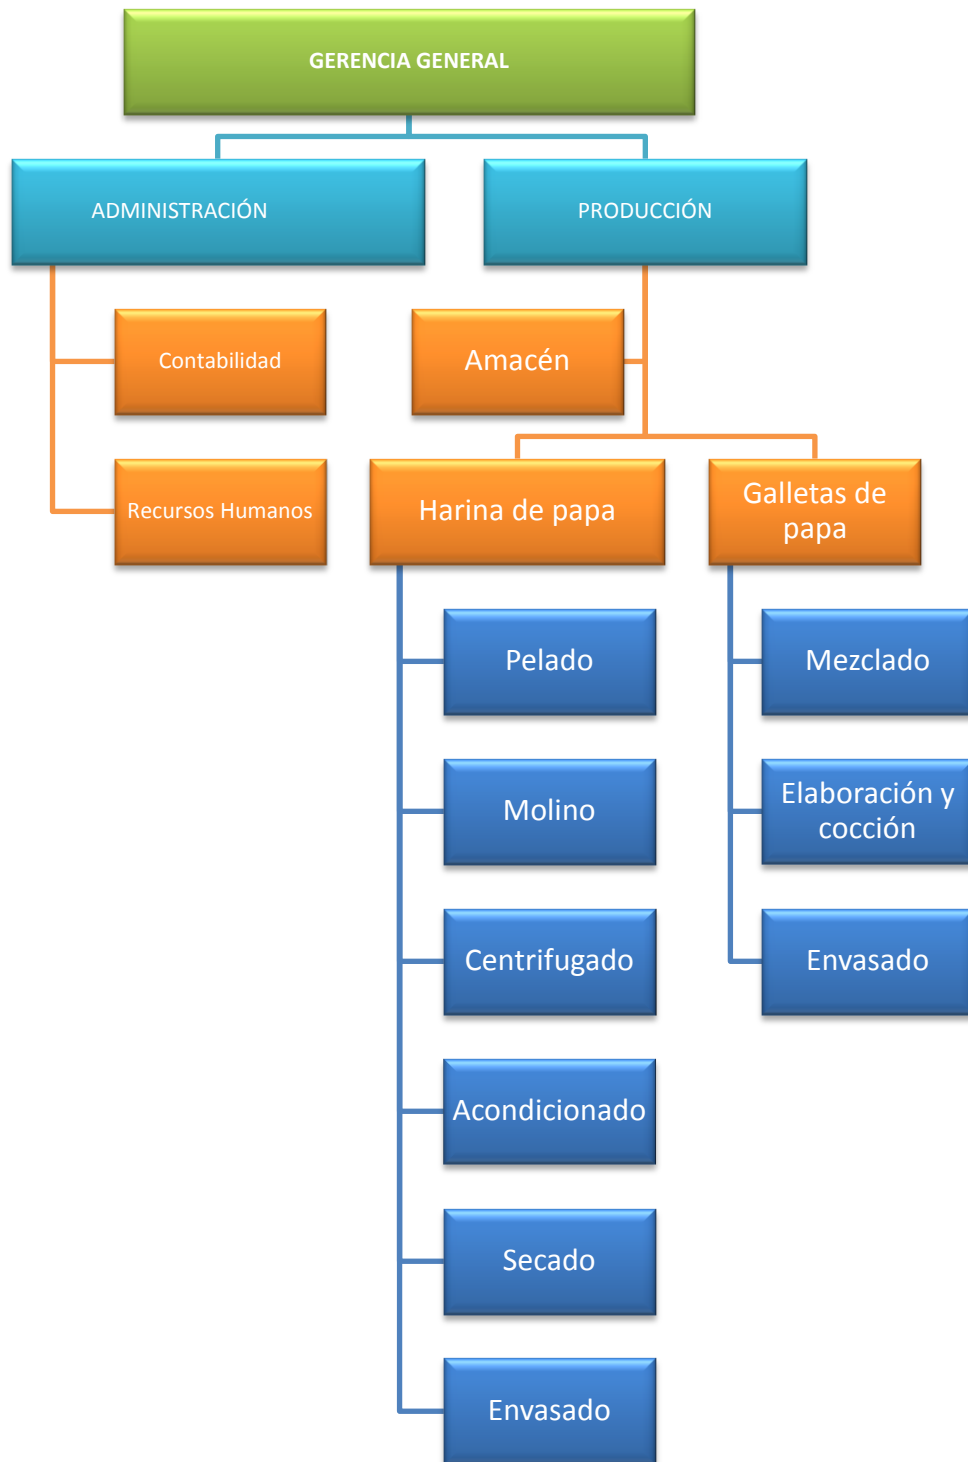 GERENCIA GENERAL
ADMINISTRACIÓN
PRODUCCIÓN
Contabilidad
Amacén
Recursos Humanos
Harina de papa
Galletas de
papa
Pelado
Mezclado
Molino
Elaboración y
cocción
Centrifugado
Envasado
Acondicionado
Secado
Envasado